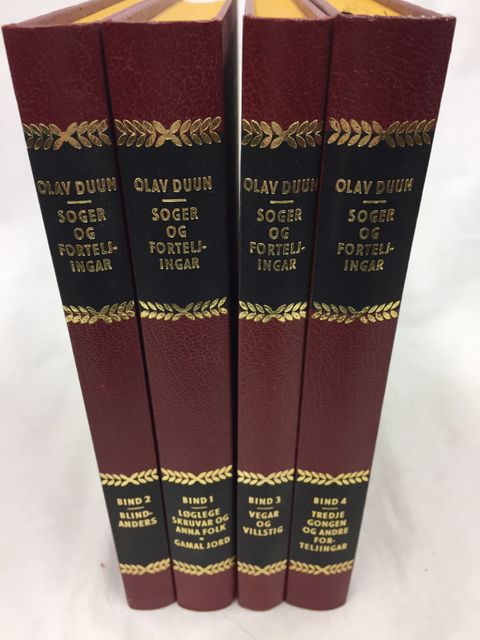 OLAV DUUN
SOGER
OG
FORTELJ-
INGAR
BIND 2
BLIND-
ANDERS
OLAV DUUN
SOGER
OG
FORTELJ-
INGAR
BIND 1
LØGLEGE
SKRUVAR OG
ANNA FOLK
•
GAMAL JORD
OLAV DUUN
SOGER
OG
FORTELJ-
INGAR
BIND 3
VEGAR
OG
VILLSTIG
OLAV DUUN
SOGER
OG
FORTELJ-
INGAR
BIND 4
TREDJE
GONGEN
OG ANDRE
FOR-
TELJINGAR